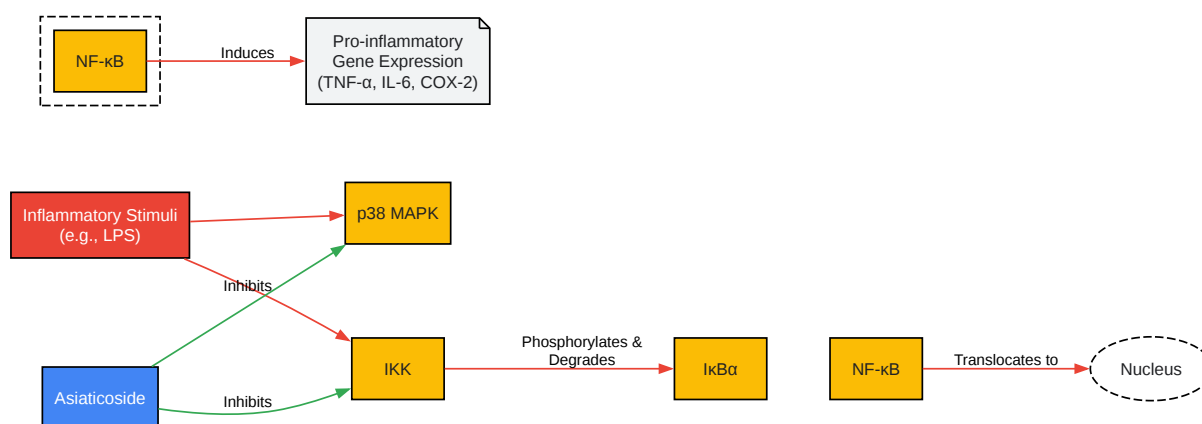 NF-κB
Induces
Pro-inflammatory
Gene Expression
(TNF-α, IL-6, COX-2)
Inflammatory Stimuli
(e.g., LPS)
p38 MAPK
Inhibits
Asiaticoside
Inhibits
IKK
Phosphorylates &
Degrades
IκBα
NF-κB
Translocates to
Nucleus